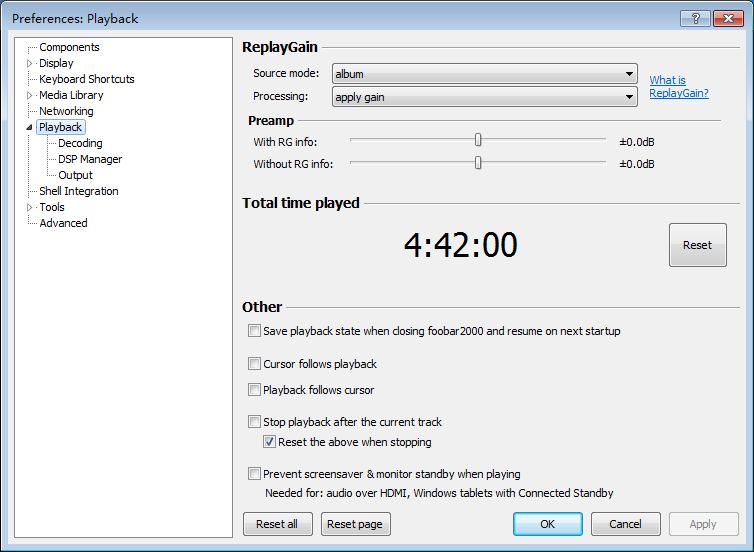 Preferences: Playback
Components
Display
Keyboard Shortcuts
Media Library
Networking
Playback
Decoding
DSP Manager
Output
Shell Integration
Tools
Advanced
ReplayGain
Source mode: album
Processing: apply gain
What is
ReplayGain?
Preamp
With RG info: ±0.0dB
Without RG info: ±0.0dB
Total time played
4:42:00
Reset
Other
Save playback state when closing foobar2000 and resume on next startup
Cursor follows playback
Playback follows cursor
Stop playback after the current track
Reset the above when stopping
Prevent screensaver & monitor standby when playing
Needed for: audio over HDMI, Windows tablets with Connected Standby
Reset all Reset page OK Cancel Apply